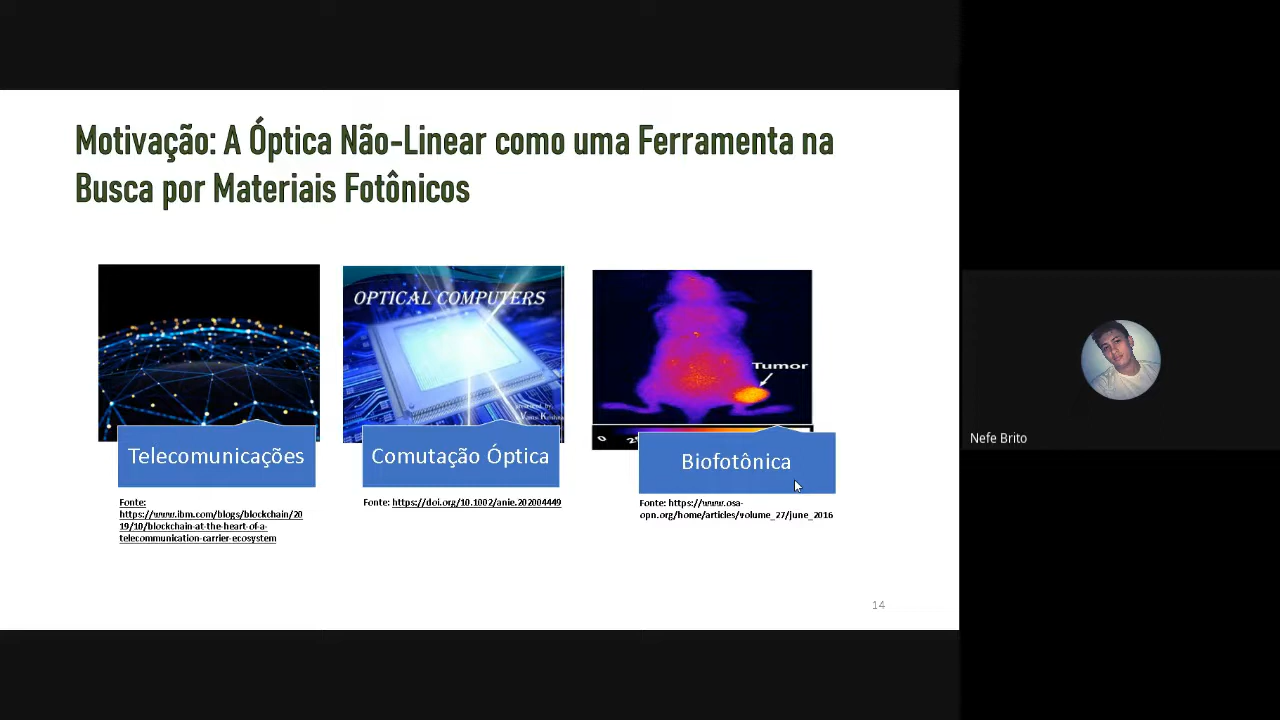 Motivação: A Óptica Não-Linear como uma Ferramenta na
Busca por Materiais Fotônicos
OPTICAL COMPUTERS
Tumor
0
Telecomunicações
Comutação Óptica
Biofotônica
Fonte:
https://www.ibm.com/blogs/blockchain/20
19/10/blockchain-at-the-heart-of-a-
telecommunication-carrier-ecosystem
Fonte: https://doi.org/10.1002/anie.202004449
Fonte: https://www.osa-
opn.org/home/articles/volume_27/june_2016
14
Nefe Brito